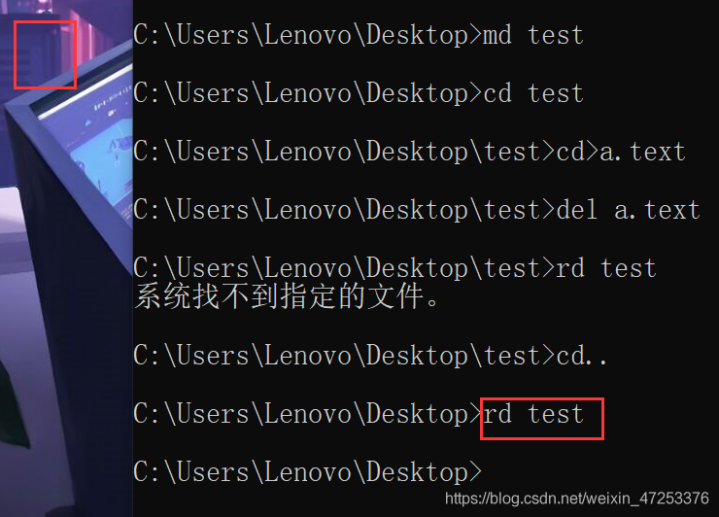 C:\Users\Lenovo\Desktop>md test
C:\Users\Lenovo\Desktop>cd test
C:\Users\Lenovo\Desktop\test>cd>a.text
C:\Users\Lenovo\Desktop\test>del a.text
C:\Users\Lenovo\Desktop\test>rd test
系统找不到指定的文件。
C:\Users\Lenovo\Desktop\test>cd..
C:\Users\Lenovo\Desktop>rd test
C:\Users\Lenovo\Desktop>
https://blog.csdn.net/weixin_47253376